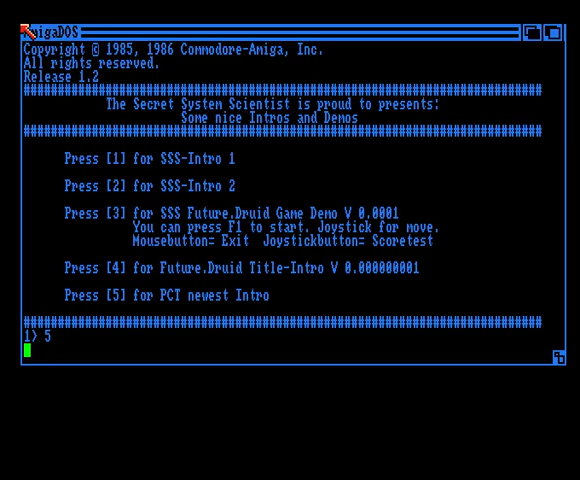 AmigaDOS
Copyright © 1985, 1986 Commodore-Amiga, Inc.
All rights reserved.
Release 1.2
############################################################################
The Secret System Scientist is proud to presents:
Some nice Intros and Demos
############################################################################
Press [1] for SSS-Intro 1
Press [2] for SSS-Intro 2
Press [3] for SSS Future.Druid Game Demo V 0.0001
You can press F1 to start. Joystick for move.
Mousebutton= Exit  Joystickbutton= Scoretest
Press [4] for Future.Druid Title-Intro V 0.000000001
Press [5] for PCT newest Intro
############################################################################
1> 5